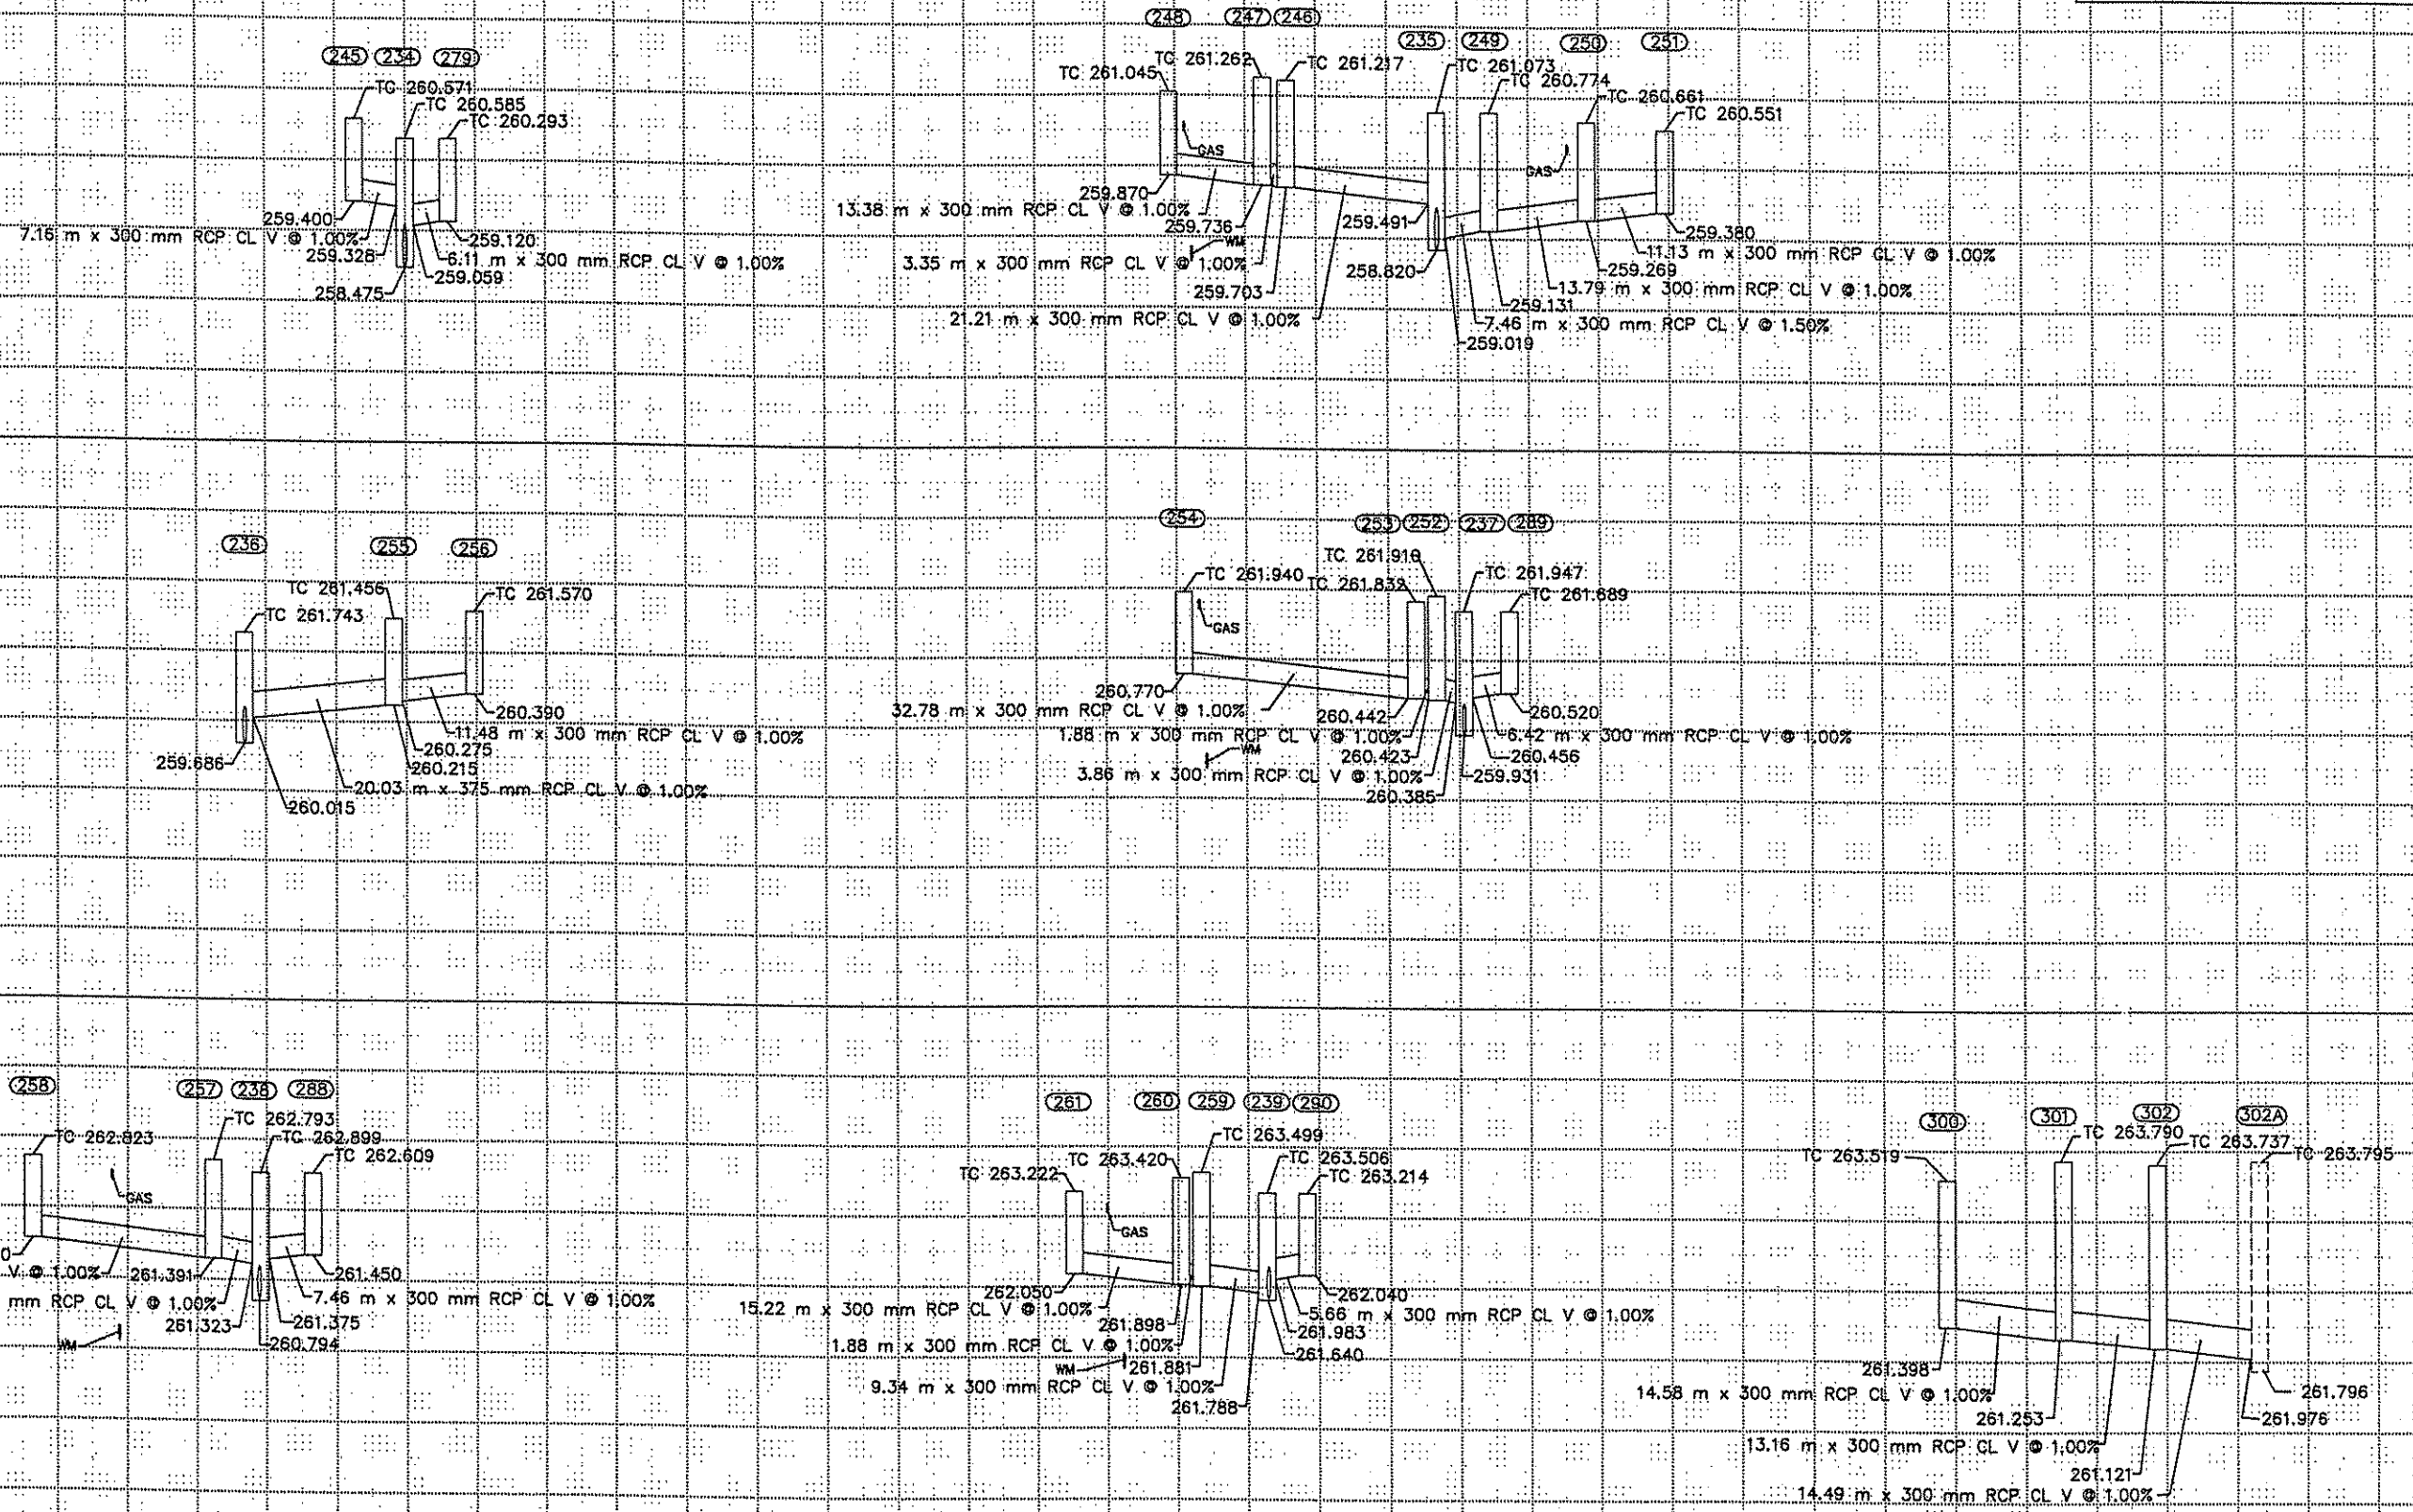 245 234 279
TC 260.571
TC 260.585
TC 260.293
259.400
7.16 m x 300 mm RCP CL V @ 1.00%
259.328
258.475
259.120
6.11 m x 300 mm RCP CL V @ 1.00%
259.059
248 247 246 235 249 250 251
TC 261.045
TC 261.262
TC 261.217
TC 261.073
TC 260.774
TC 260.661
TC 260.551
GAS
GAS
259.870
13.38 m x 300 mm RCP CL V @ 1.00%
259.736
WM
3.35 m x 300 mm RCP CL V @ 1.00%
259.703
21.21 m x 300 mm RCP CL V @ 1.00%
259.491
258.820
259.380
11.13 m x 300 mm RCP CL V @ 1.00%
259.269
13.79 m x 300 mm RCP CL V @ 1.00%
259.131
7.46 m x 300 mm RCP CL V @ 1.50%
259.019
236 255 256
TC 261.743
TC 261.456
TC 261.570
260.390
11.48 m x 300 mm RCP CL V @ 1.00%
260.275
260.215
259.686
20.03 m x 375 mm RCP CL V @ 1.00%
260.015
254 253 252 237 289
TC 261.940
TC 261.839
TC 261.910
TC 261.947
TC 261.689
GAS
260.770
32.78 m x 300 mm RCP CL V @ 1.00%
260.442
1.88 m x 300 mm RCP CL V @ 1.00%
260.423
WM
3.86 m x 300 mm RCP CL V @ 1.00%
260.385
260.520
6.42 m x 300 mm RCP CL V @ 1.00%
260.456
259.931
258 257 238 288
TC 262.823
TC 262.793
TC 262.899
TC 262.609
GAS
0
V @ 1.00%
261.391
mm RCP CL V @ 1.00%
261.323
WM
261.450
7.46 m x 300 mm RCP CL V @ 1.00%
261.375
260.794
261 260 259 239 290
TC 263.222
TC 263.420
TC 263.499
TC 263.506
TC 263.214
GAS
262.050
15.22 m x 300 mm RCP CL V @ 1.00%
261.898
1.88 m x 300 mm RCP CL V @ 1.00%
WM
261.881
9.34 m x 300 mm RCP CL V @ 1.00%
261.788
262.040
5.66 m x 300 mm RCP CL V @ 1.00%
261.983
261.640
300 301 302 302A
TC 263.519
TC 263.790
TC 263.737
TC 263.795
261.398
14.58 m x 300 mm RCP CL V @ 1.00%
261.253
13.16 m x 300 mm RCP CL V @ 1.00%
261.121
14.49 m x 300 mm RCP CL V @ 1.00%
261.796
261.976